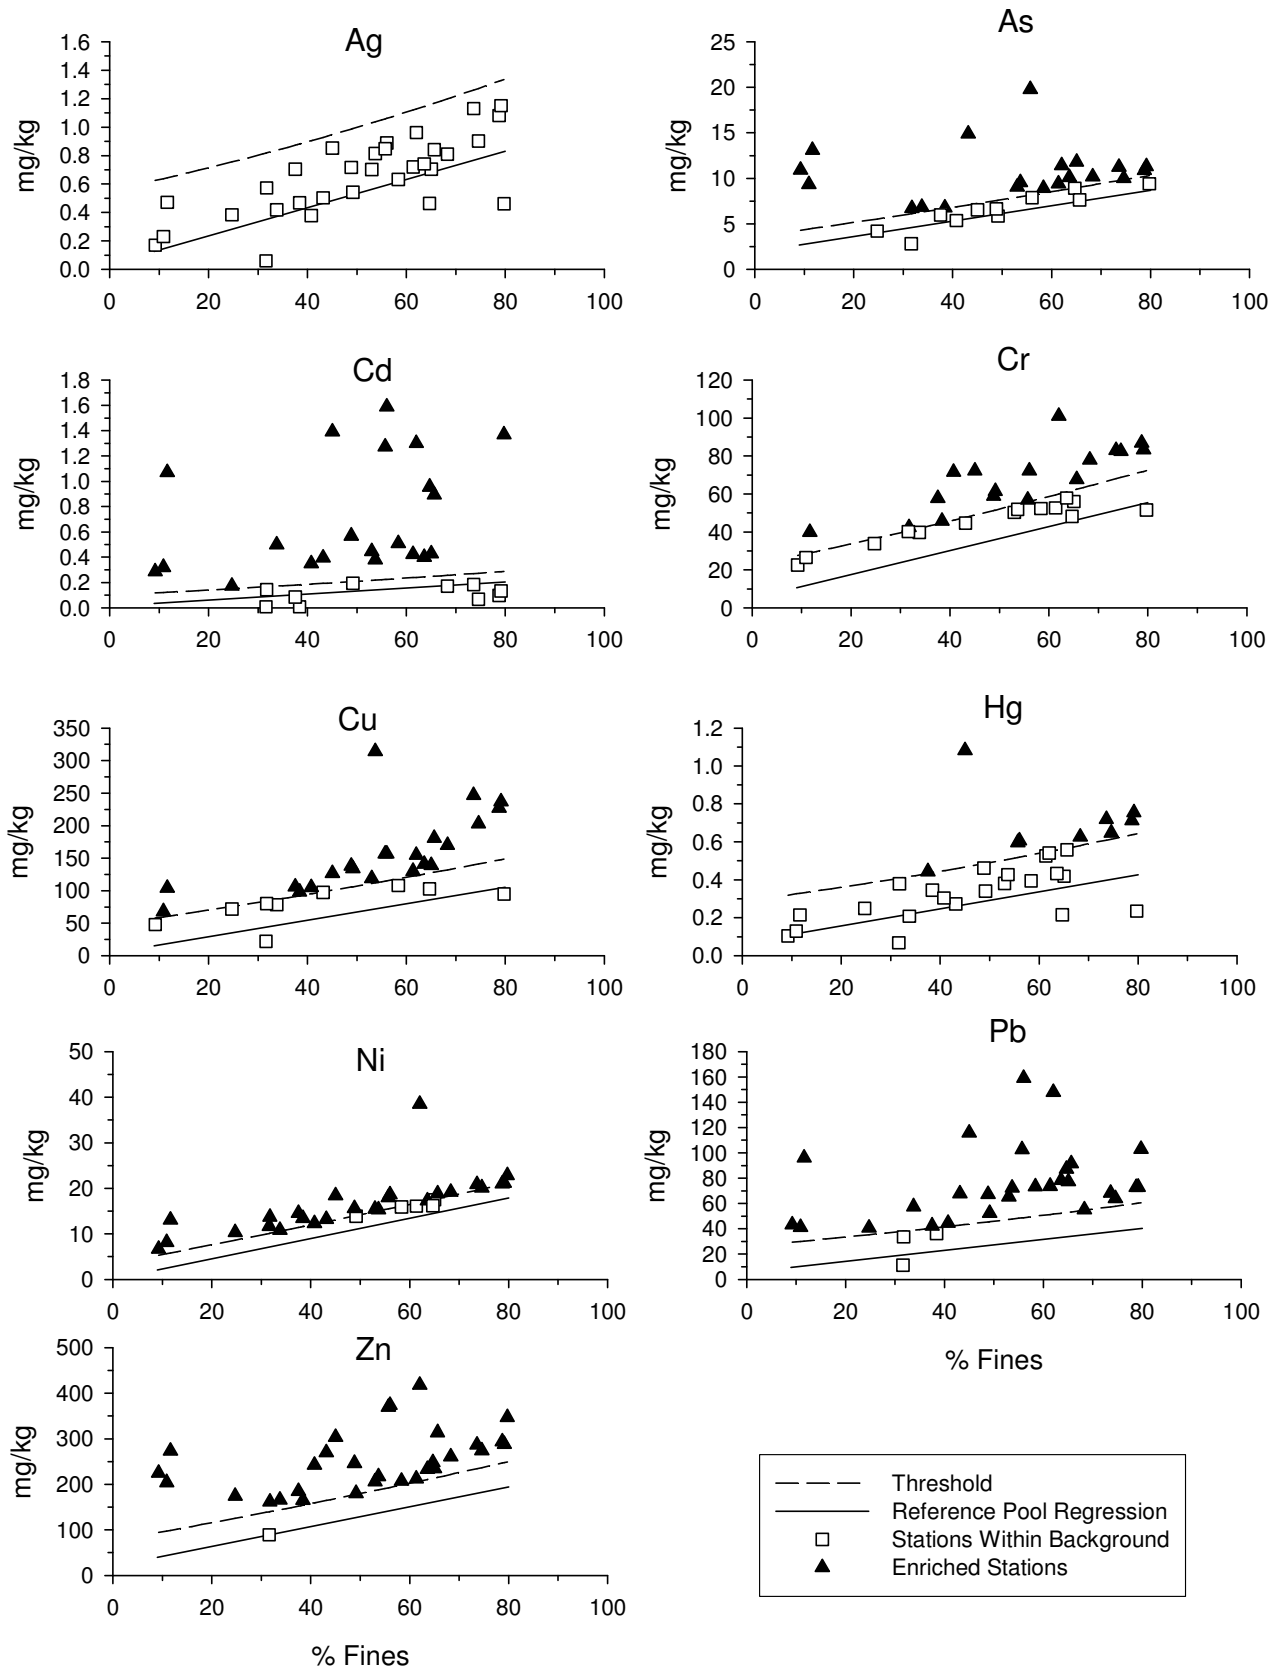 Ag
mg/kg
1.6
1.4
1.2
1.0
0.8
0.6
0.4
0.2
0.0
0 20 40 60 80 100
As
mg/kg
25
20
15
10
5
0
0 20 40 60 80 100
Cd
mg/kg
1.8
1.6
1.4
1.2
1.0
0.8
0.6
0.4
0.2
0.0
0 20 40 60 80 100
Cr
mg/kg
120
100
80
60
40
20
0
0 20 40 60 80 100
Cu
mg/kg
350
300
250
200
150
100
50
0
0 20 40 60 80 100
Hg
mg/kg
1.2
1.0
0.8
0.6
0.4
0.2
0.0
0 20 40 60 80 100
Ni
mg/kg
50
40
30
20
10
0
0 20 40 60 80 100
Pb
mg/kg
180
160
140
120
100
80
60
40
20
0
0 20 40 60 80 100
% Fines
Zn
mg/kg
500
400
300
200
100
0
0 20 40 60 80 100
% Fines
Threshold
Reference Pool Regression
Stations Within Background
Enriched Stations